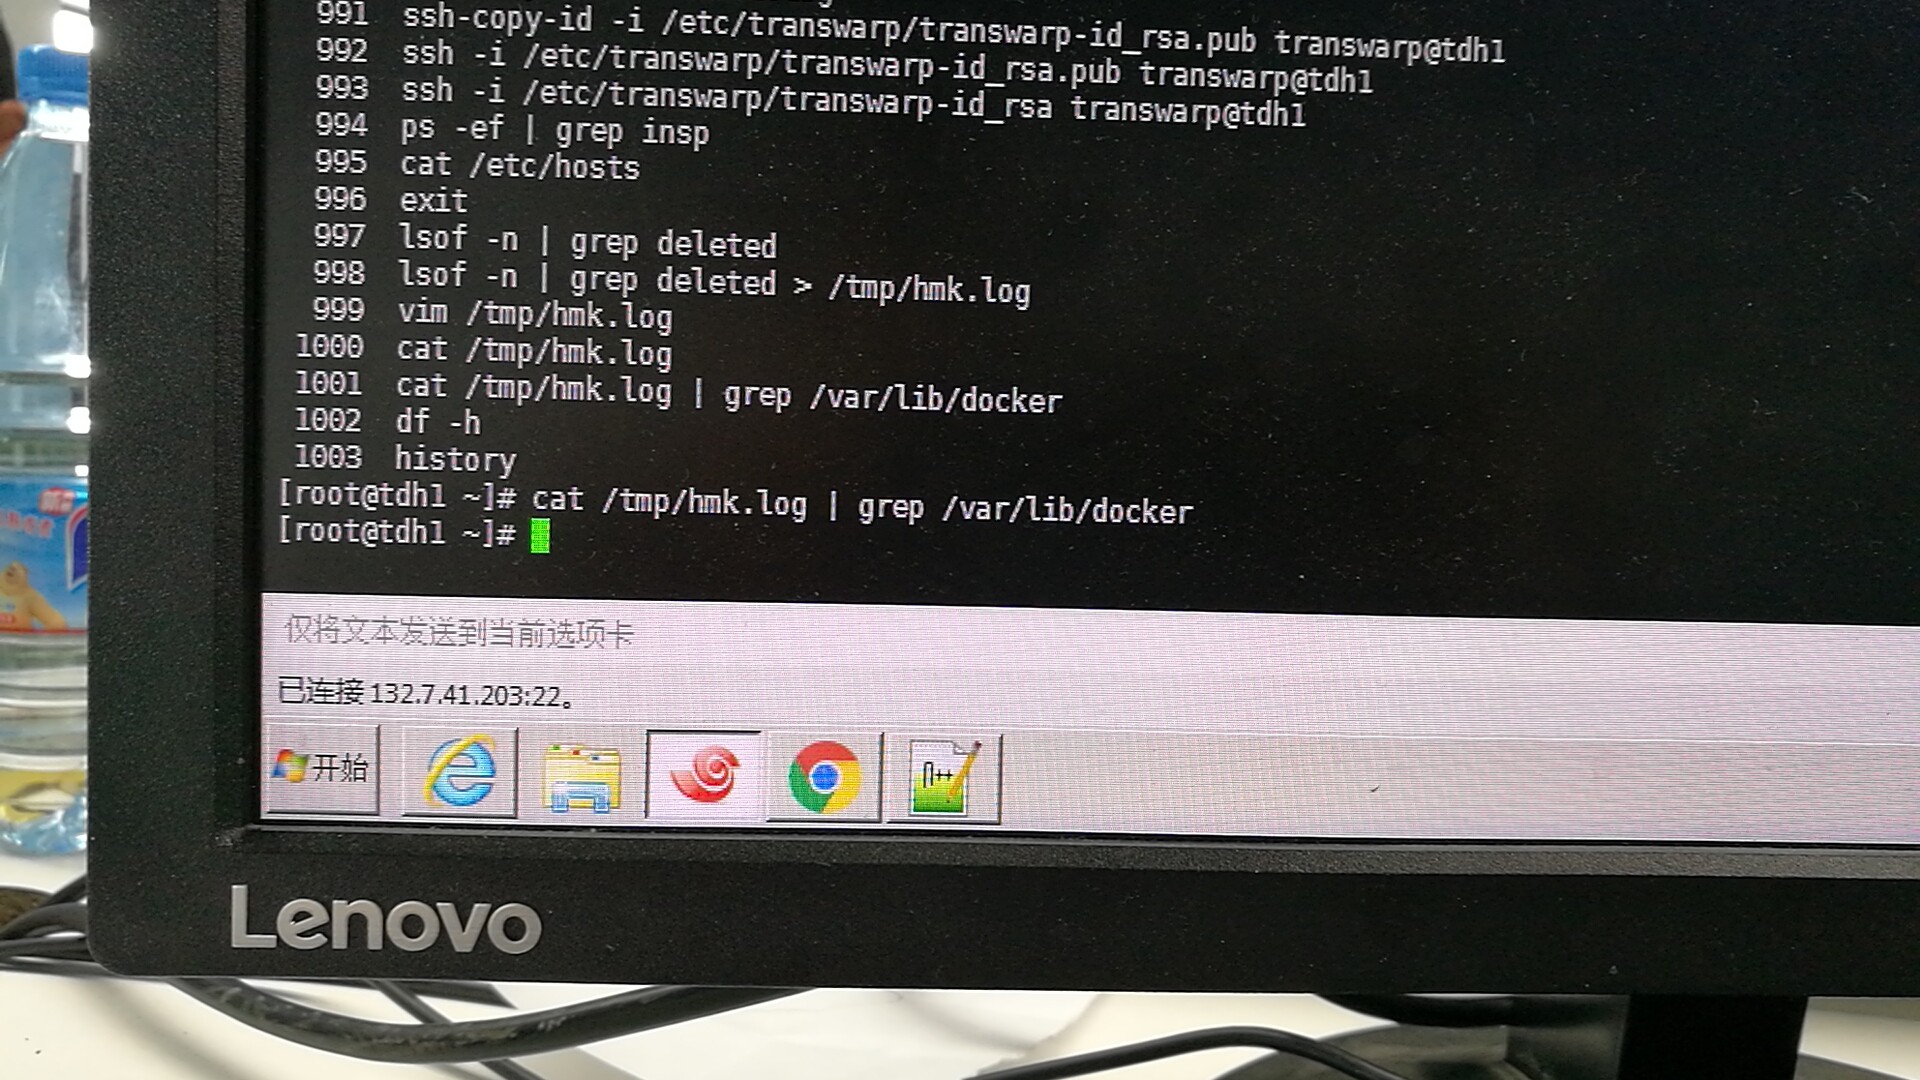 991 ssh-copy-id -i /etc/transwarp/transwarp-id_rsa.pub transwarp@tdh1
992 ssh -i /etc/transwarp/transwarp-id_rsa.pub transwarp@tdh1
993 ssh -i /etc/transwarp/transwarp-id_rsa transwarp@tdh1
994 ps -ef | grep insp
995 cat /etc/hosts
996 exit
997 lsof -n | grep deleted
998 lsof -n | grep deleted > /tmp/hmk.log
999 vim /tmp/hmk.log
1000 cat /tmp/hmk.log
1001 cat /tmp/hmk.log | grep /var/lib/docker
1002 df -h
1003 history
[root@tdh1 ~]# cat /tmp/hmk.log | grep /var/lib/docker
[root@tdh1 ~]#
仅将文本发送到当前选项卡
已连接 132.7.41.203:22。
开始
Lenovo